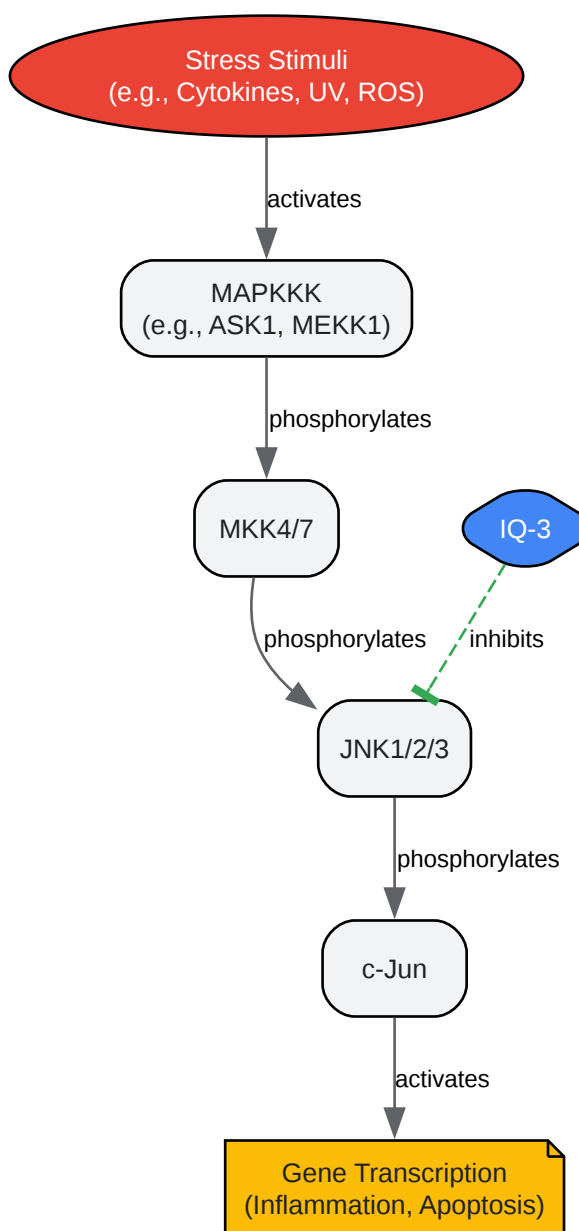 Stress Stimuli
(e.g., Cytokines, UV, ROS)
activates
MAPKKK
(e.g., ASK1, MEKK1)
phosphorylates
MKK4/7
IQ-3
phosphorylates
inhibits
JNK1/2/3
phosphorylates
c-Jun
activates
Gene Transcription
(Inflammation, Apoptosis)